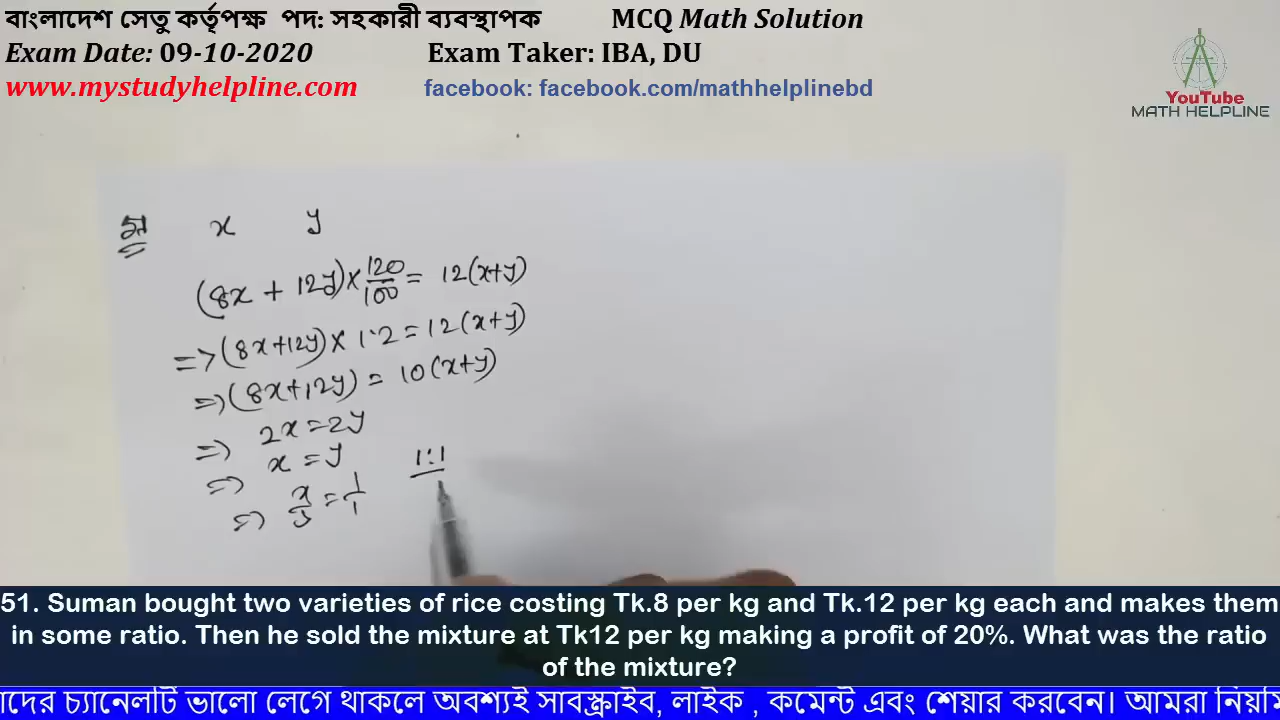 বাংলাদেশ সেতু কর্তৃপক্ষ পদ: সহকারী ব্যবস্থাপক MCQ Math Solution
Exam Date: 09-10-2020 Exam Taker: IBA, DU
www.mystudyhelpline.com facebook: facebook.com/mathhelplinebd
YouTube
MATH HELPLINE
x y
(8x + 12y) × 120/100 = 12(x+y)
=> (8x+12y) × 1.2 = 12(x+y)
=> (8x+12y) = 10(x+y)
=> 2x = 2y
=> x = y 1:1
=> x/y = 1/1
51. Suman bought two varieties of rice costing Tk.8 per kg and Tk.12 per kg each and makes them
in some ratio. Then he sold the mixture at Tk12 per kg making a profit of 20%. What was the ratio
of the mixture?
াদের চ্যানেলটি ভালো লেগে থাকলে অবশ্যই সাবস্ক্রাইব, লাইক , কমেন্ট এবং শেয়ার করবেন। আমরা নিয়মি